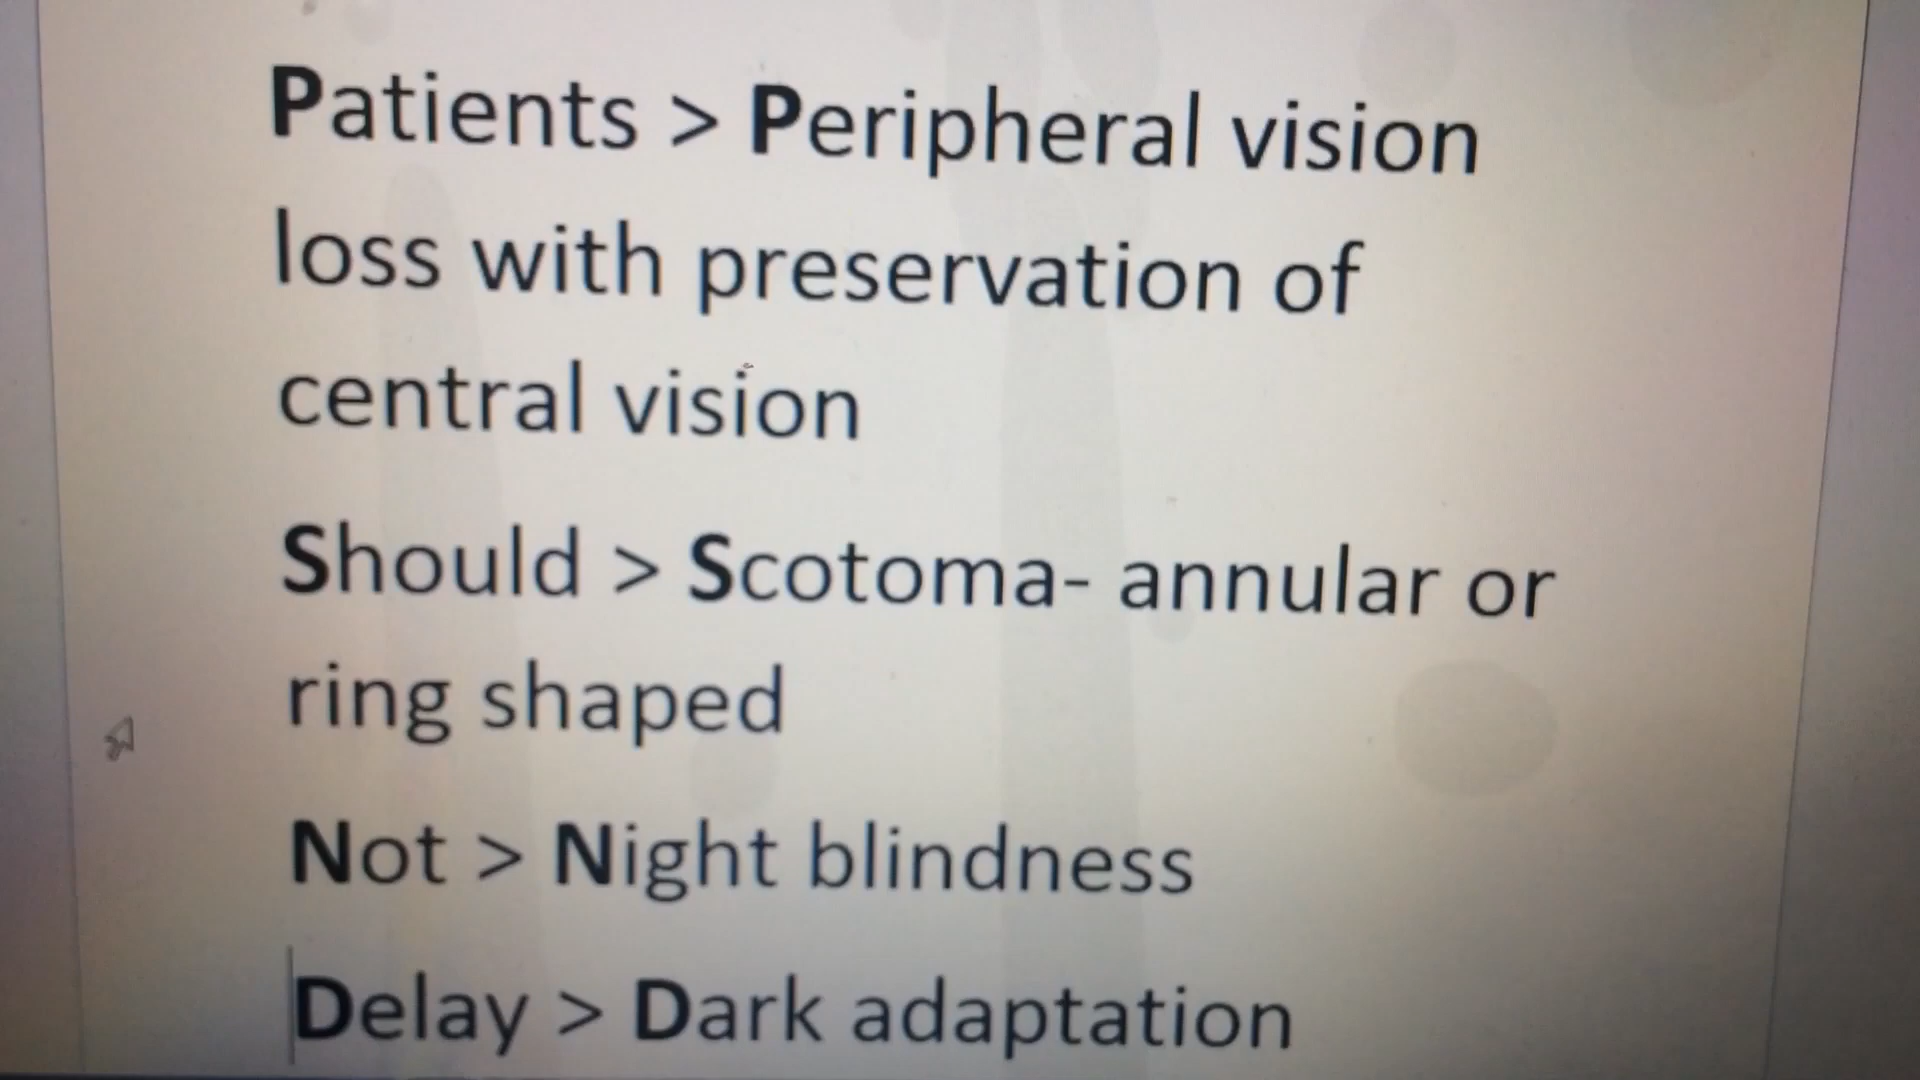 Patients > Peripheral vision
loss with preservation of
central vision
Should > Scotoma- annular or
ring shaped
Not > Night blindness
Delay > Dark adaptation